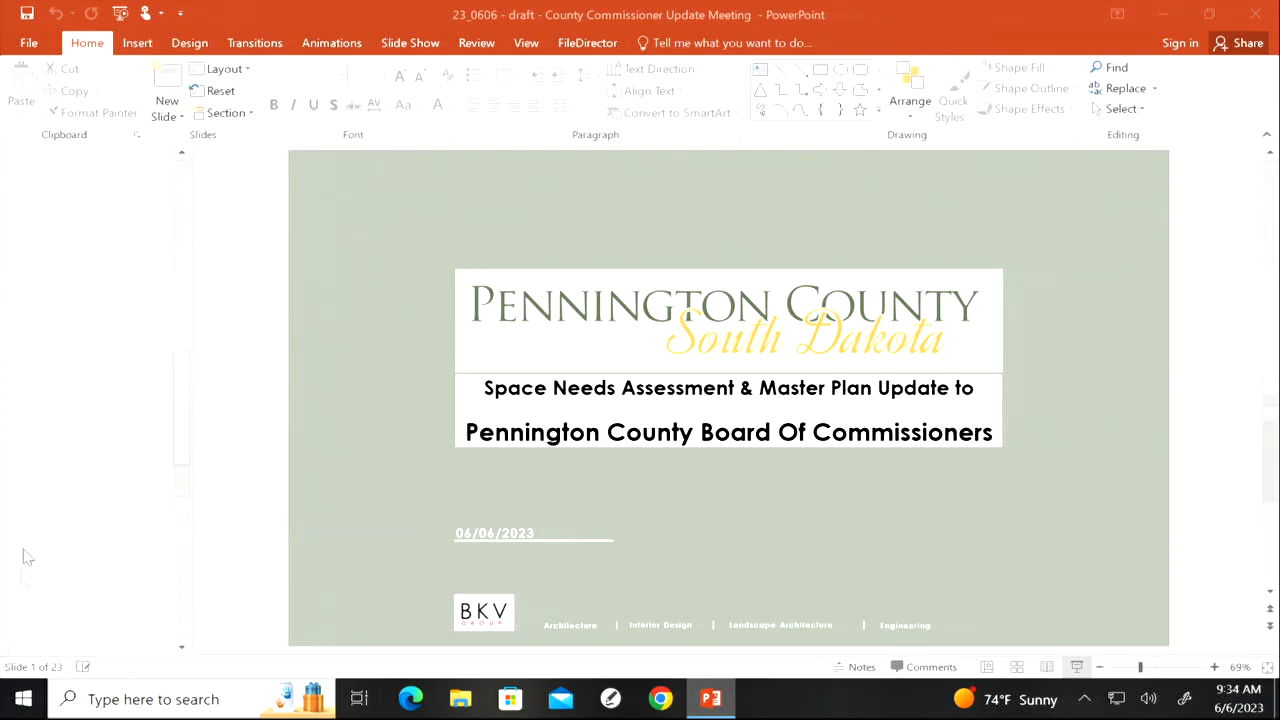 23_0606 - draft - County Commissioner Update Meeting - PowerPoint
File Home Insert Design Transitions Animations Slide Show Review View FileDirector Tell me what you want to do... Sign in Share
Paste Cut Copy Format Painter
New Slide Layout Reset Section
B I U S abc AV Aa A
Text Direction Align Text Convert to SmartArt
Arrange Quick Styles Shape Fill Shape Outline Shape Effects
Find Replace Select
Clipboard Slides Font Paragraph Drawing Editing
PENNINGTON COUNTY
South Dakota
Space Needs Assessment & Master Plan Update to
Pennington County Board Of Commissioners
06/06/2023
BKV
GROUP
Architecture | Interior Design | Landscape Architecture | Engineering
Slide 1 of 23 Notes Comments 69%
Type here to search 74°F Sunny 9:34 AM
6/6/2023